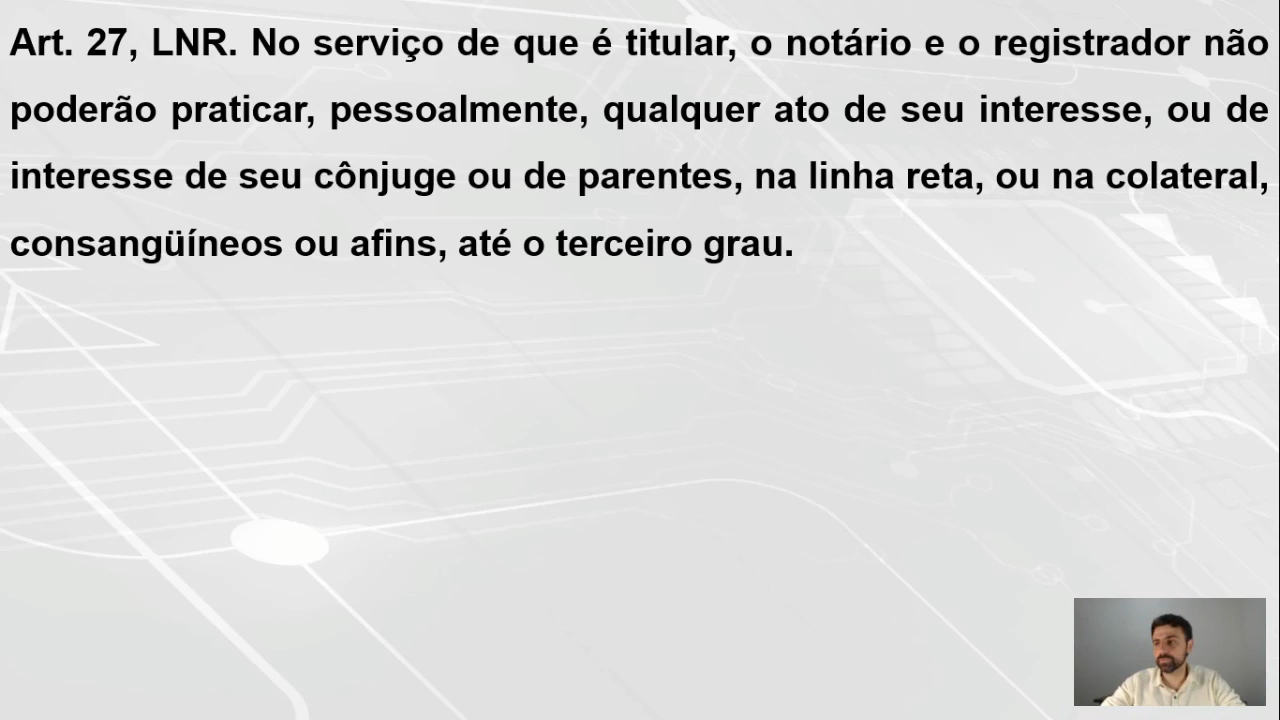 Art. 27, LNR. No serviço de que é titular, o notário e o registrador não
poderão praticar, pessoalmente, qualquer ato de seu interesse, ou de
interesse de seu cônjuge ou de parentes, na linha reta, ou na colateral,
consangüíneos ou afins, até o terceiro grau.